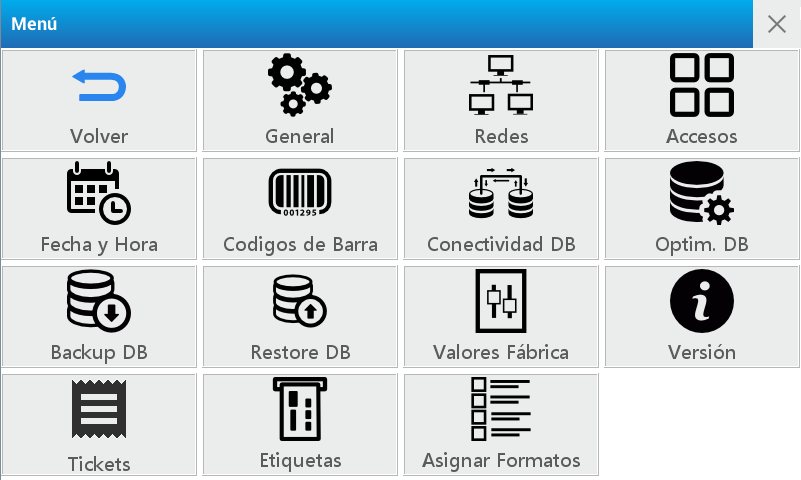 Menú
Volver
General
Redes
Accesos
Fecha y Hora
001295
Codigos de Barra
Conectividad DB
Optim. DB
Backup DB
Restore DB
Valores Fábrica
Versión
Tickets
Etiquetas
Asignar Formatos